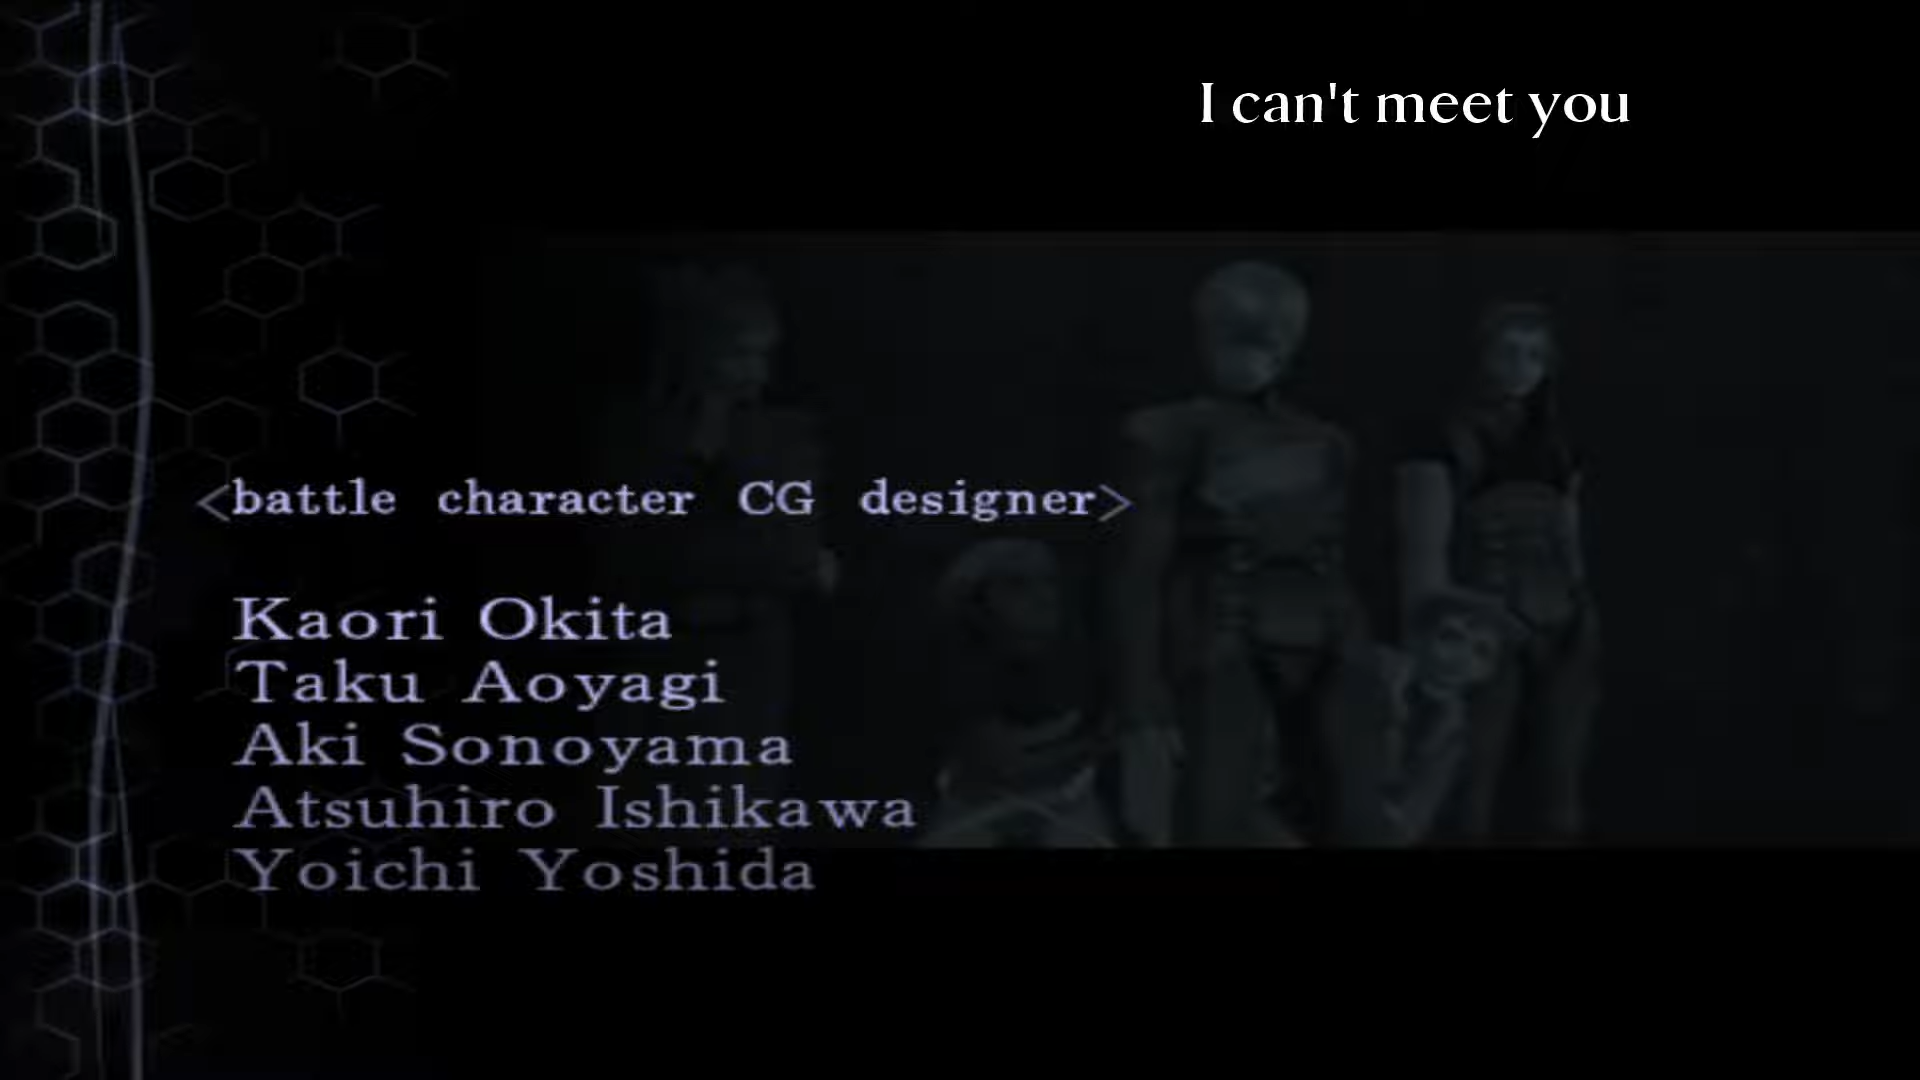 I can't meet you
<battle character CG designer>
Kaori Okita
Taku Aoyagi
Aki Sonoyama
Atsuhiro Ishikawa
Yoichi Yoshida